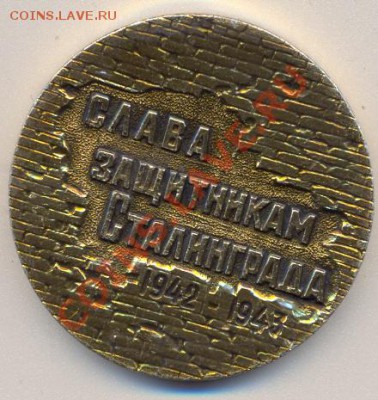 COINS.LAVE.RU
СЛАВА
ЗАЩИТНИКАМ
СТАЛИНГРАДА
1942-1943
COINS.LAVE.RU